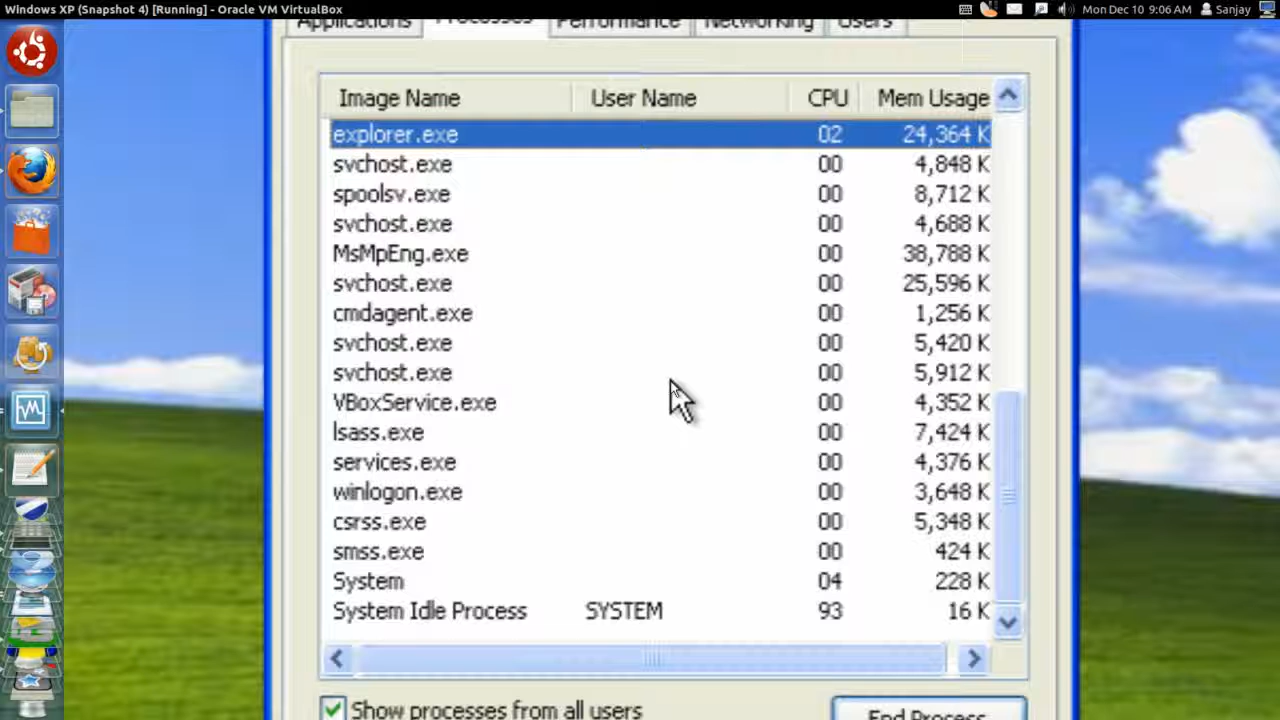 Windows XP (Snapshot 4) [Running] - Oracle VM VirtualBox
Mon Dec 10 9:06 AM Sanjay
Applications Processes Performance Networking Users
Image Name User Name CPU Mem Usage
explorer.exe 02 24,364 K
svchost.exe 00 4,848 K
spoolsv.exe 00 8,712 K
svchost.exe 00 4,688 K
MsMpEng.exe 00 38,788 K
svchost.exe 00 25,596 K
cmdagent.exe 00 1,256 K
svchost.exe 00 5,420 K
svchost.exe 00 5,912 K
VBoxService.exe 00 4,352 K
lsass.exe 00 7,424 K
services.exe 00 4,376 K
winlogon.exe 00 3,648 K
csrss.exe 00 5,348 K
smss.exe 00 424 K
System 04 228 K
System Idle Process SYSTEM 93 16 K
Show processes from all users
End Process